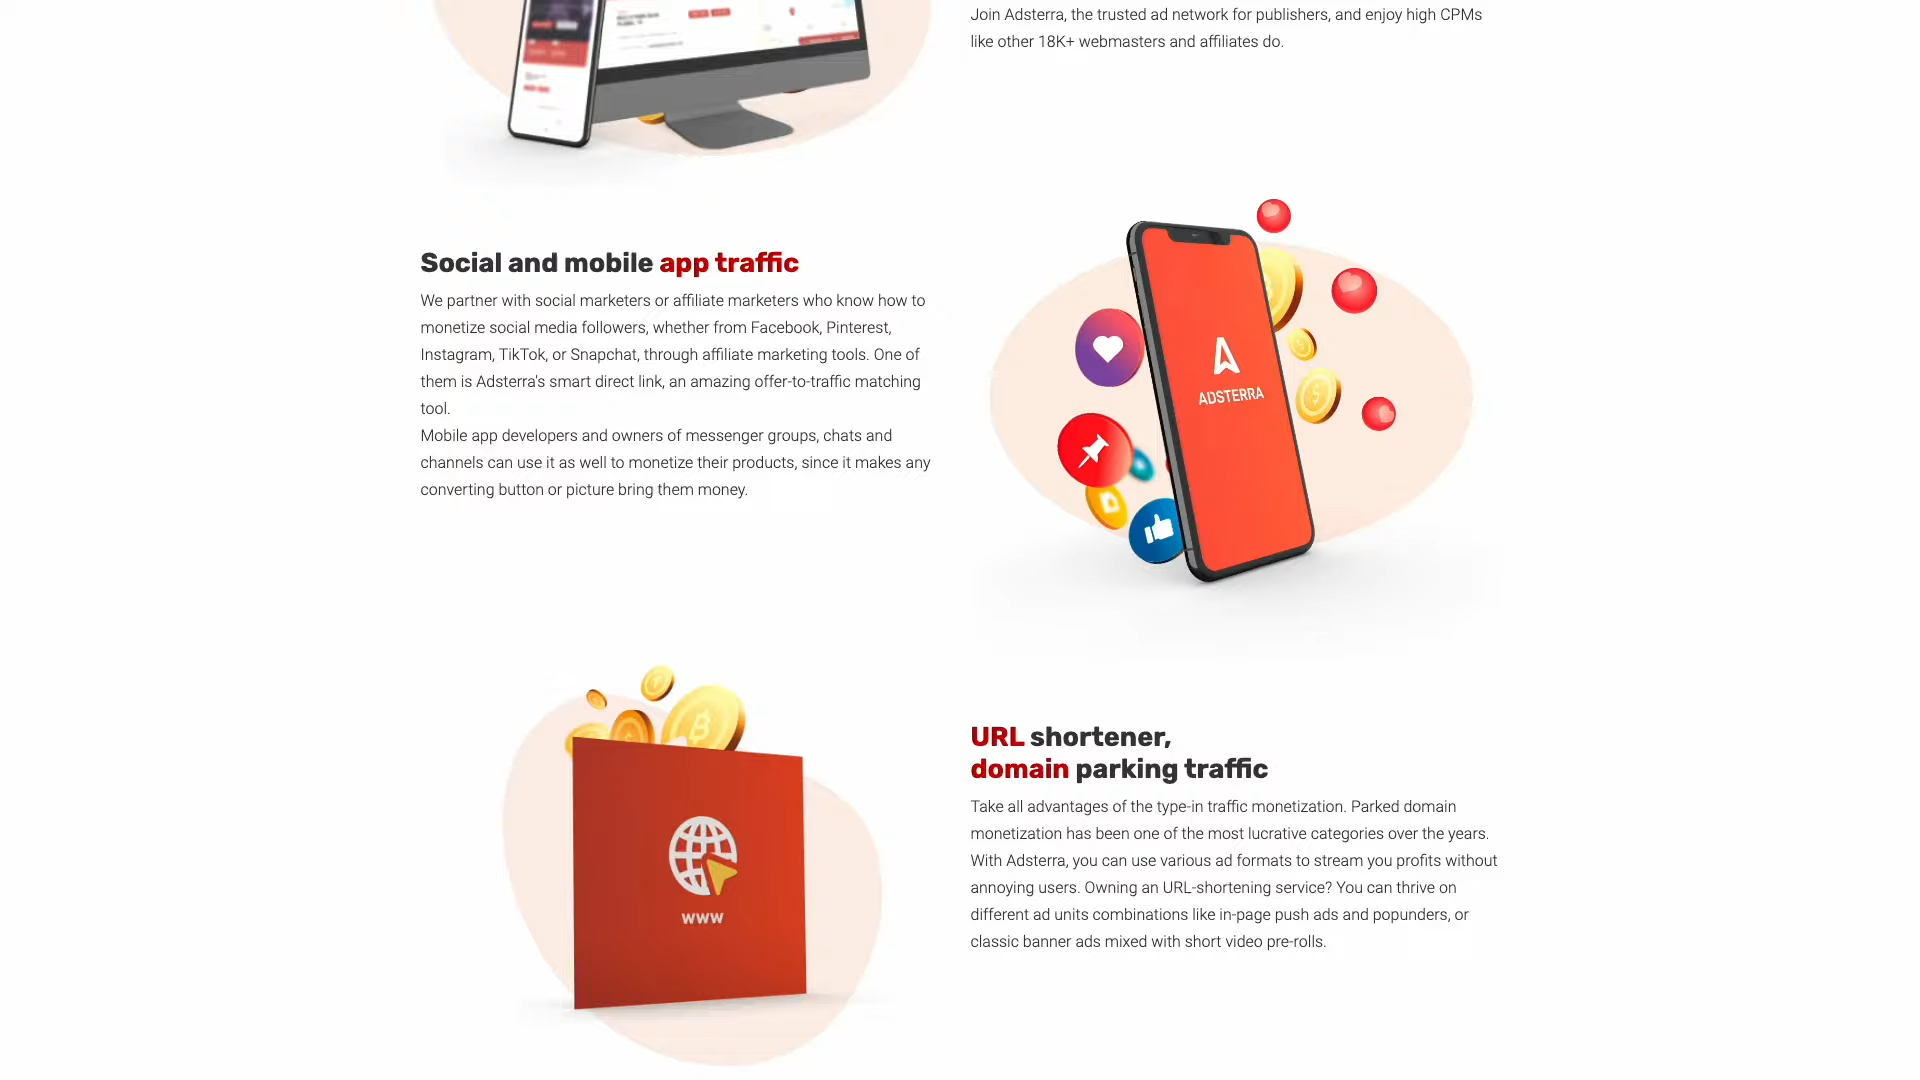 Join Adsterra, the trusted ad network for publishers, and enjoy high CPMs
like other 18K+ webmasters and affiliates do.
Social and mobile app traffic
We partner with social marketers or affiliate marketers who know how to
monetize social media followers, whether from Facebook, Pinterest,
Instagram, TikTok, or Snapchat, through affiliate marketing tools. One of
them is Adsterra's smart direct link, an amazing offer-to-traffic matching
tool.
Mobile app developers and owners of messenger groups, chats and
channels can use it as well to monetize their products, since it makes any
converting button or picture bring them money.
ADSTERRA
WWW
URL shortener,
domain parking traffic
Take all advantages of the type-in traffic monetization. Parked domain
monetization has been one of the most lucrative categories over the years.
With Adsterra, you can use various ad formats to stream you profits without
annoying users. Owning an URL-shortening service? You can thrive on
different ad units combinations like in-page push ads and popunders, or
classic banner ads mixed with short video pre-rolls.